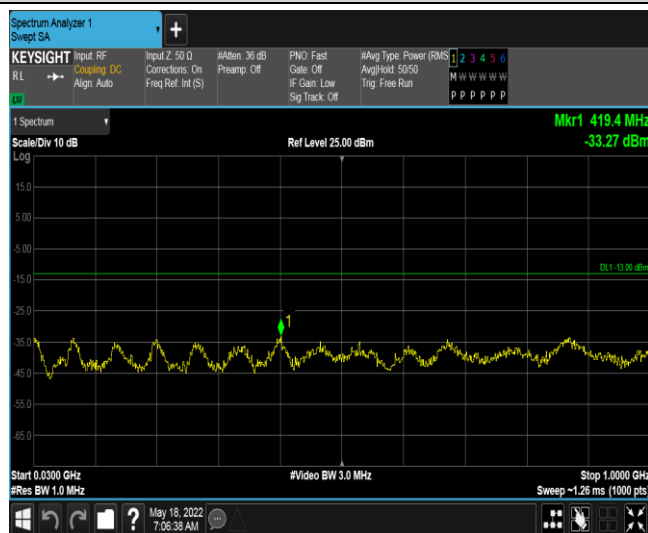 Spectrum Analyzer 1
Swept SA
+
KEYSIGHT
RL
LXI
Input: RF
Coupling: DC
Align: Auto
Input Z: 50 Ω
Corrections: On
Freq Ref: Int (S)
#Atten: 36 dB
Preamp: Off
PNO: Fast
Gate: Off
IF Gain: Low
Sig Track: Off
#Avg Type: Power (RMS
Avg|Hold: 50/50
Trig: Free Run
1 2 3 4 5 6
M W W W W W
P P P P P P
1 Spectrum
Mkr1 419.4 MHz
-33.27 dBm
Scale/Div 10 dB
Ref Level 25.00 dBm
Log
15.0
5.00
-5.00
DL1 -13.00 dBm
-15.0
-25.0
1
-35.0
-45.0
-55.0
-65.0
Start 0.0300 GHz
#Video BW 3.0 MHz
Stop 1.0000 GHz
#Res BW 1.0 MHz
Sweep ~1.26 ms (1000 pts)
?
May 18, 2022
7:06:38 AM